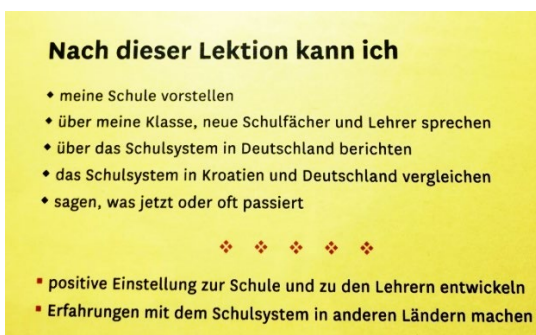 Nach dieser Lektion kann ich
◆ meine Schule vorstellen
◆ über meine Klasse, neue Schulfächer und Lehrer sprechen
◆ über das Schulsystem in Deutschland berichten
◆ das Schulsystem in Kroatien und Deutschland vergleichen
◆ sagen, was jetzt oder oft passiert
▪ positive Einstellung zur Schule und zu den Lehrern entwickeln
▪ Erfahrungen mit dem Schulsystem in anderen Ländern machen